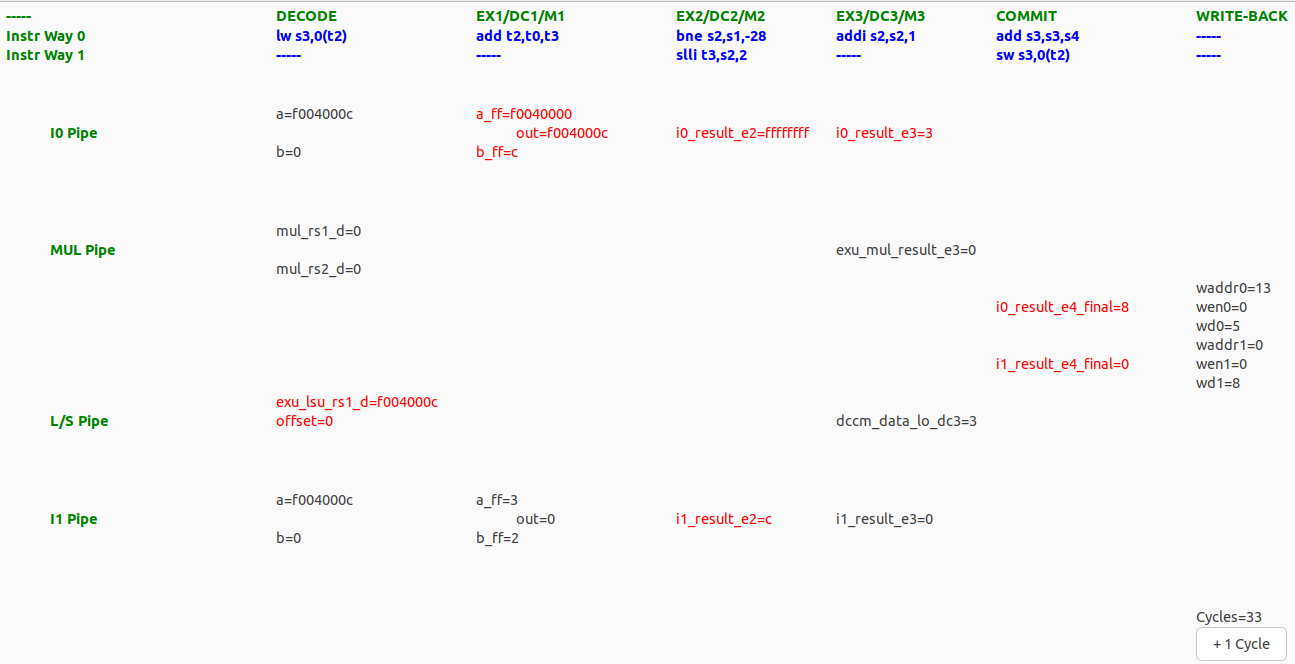 ----- DECODE EX1/DC1/M1 EX2/DC2/M2 EX3/DC3/M3 COMMIT WRITE-BACK
Instr Way 0 lw s3,0(t2) add t2,t0,t3 bne s2,s1,-28 addi s2,s2,1 add s3,s3,s4 -----
Instr Way 1 ----- ----- slli t3,s2,2 ----- sw s3,0(t2) -----
a=f004000c a_ff=f0040000
I0 Pipe out=f004000c i0_result_e2=ffffffff i0_result_e3=3
b=0 b_ff=c
mul_rs1_d=0
MUL Pipe exu_mul_result_e3=0
mul_rs2_d=0
waddr0=13
i0_result_e4_final=8 wen0=0
wd0=5
waddr1=0
i1_result_e4_final=0 wen1=0
wd1=8
exu_lsu_rs1_d=f004000c
L/S Pipe offset=0 dccm_data_lo_dc3=3
a=f004000c a_ff=3
I1 Pipe out=0 i1_result_e2=c i1_result_e3=0
b=0 b_ff=2
Cycles=33
+ 1 Cycle